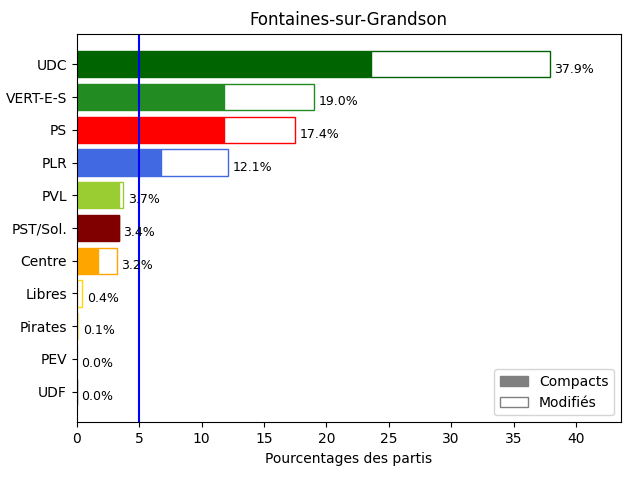 Fontaines-sur-Grandson
UDC
37.9%
VERT-E-S
19.0%
PS
17.4%
PLR
12.1%
PVL
3.7%
PST/Sol.
3.4%
Centre
3.2%
Libres
0.4%
Pirates
0.1%
PEV
0.0%
UDF
0.0%
Compacts
Modifiés
0 5 10 15 20 25 30 35 40
Pourcentages des partis